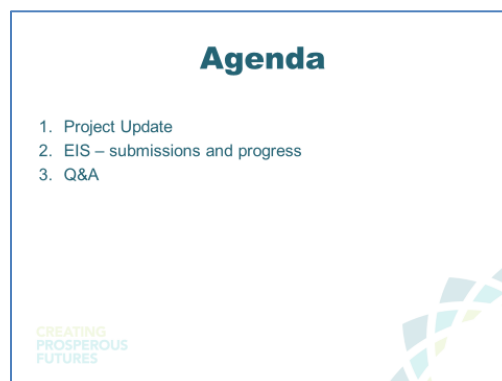 Agenda
1. Project Update
2. EIS – submissions and progress
3. Q&A
CREATING
PROSPEROUS
FUTURES